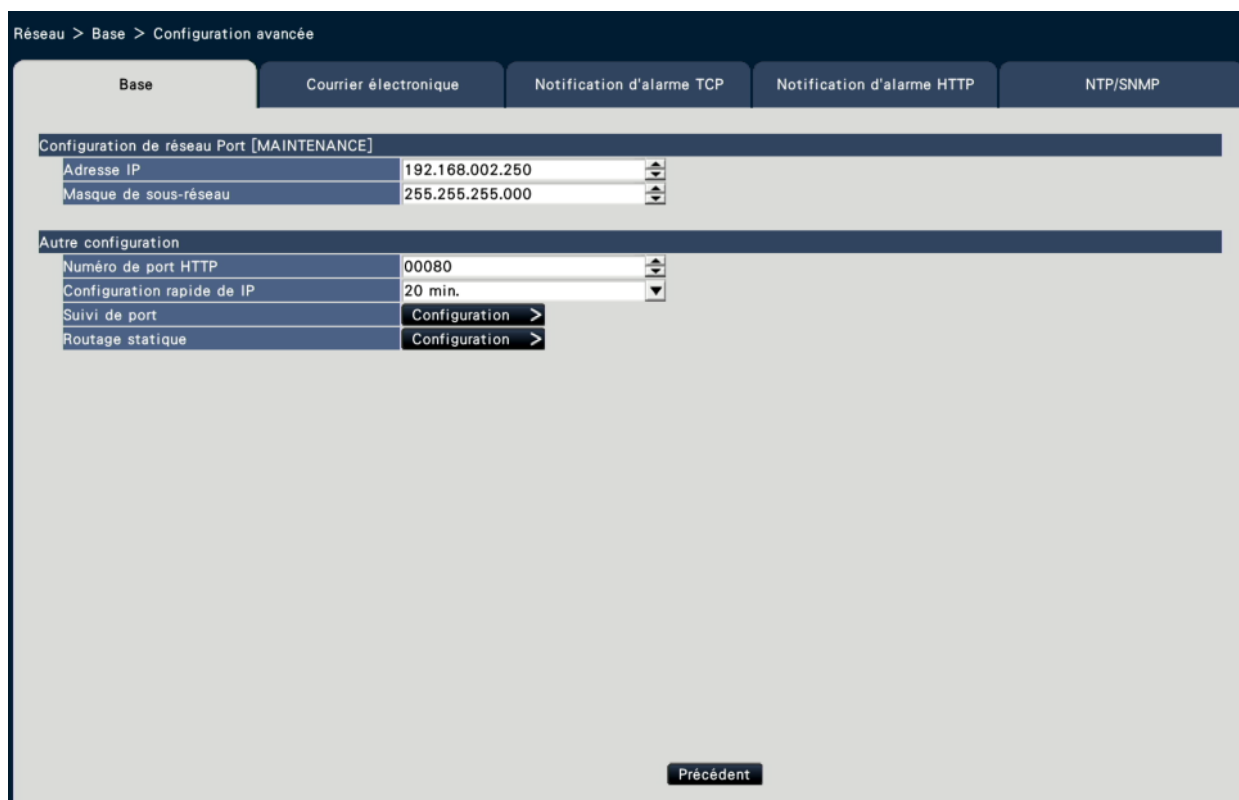 Réseau > Base > Configuration avancée
Base Courrier électronique Notification d'alarme TCP Notification d'alarme HTTP NTP/SNMP
Configuration de réseau Port [MAINTENANCE]
Adresse IP 192.168.002.250
Masque de sous-réseau 255.255.255.000
Autre configuration
Numéro de port HTTP 00080
Configuration rapide de IP 20 min.
Suivi de port Configuration >
Routage statique Configuration >
Précédent